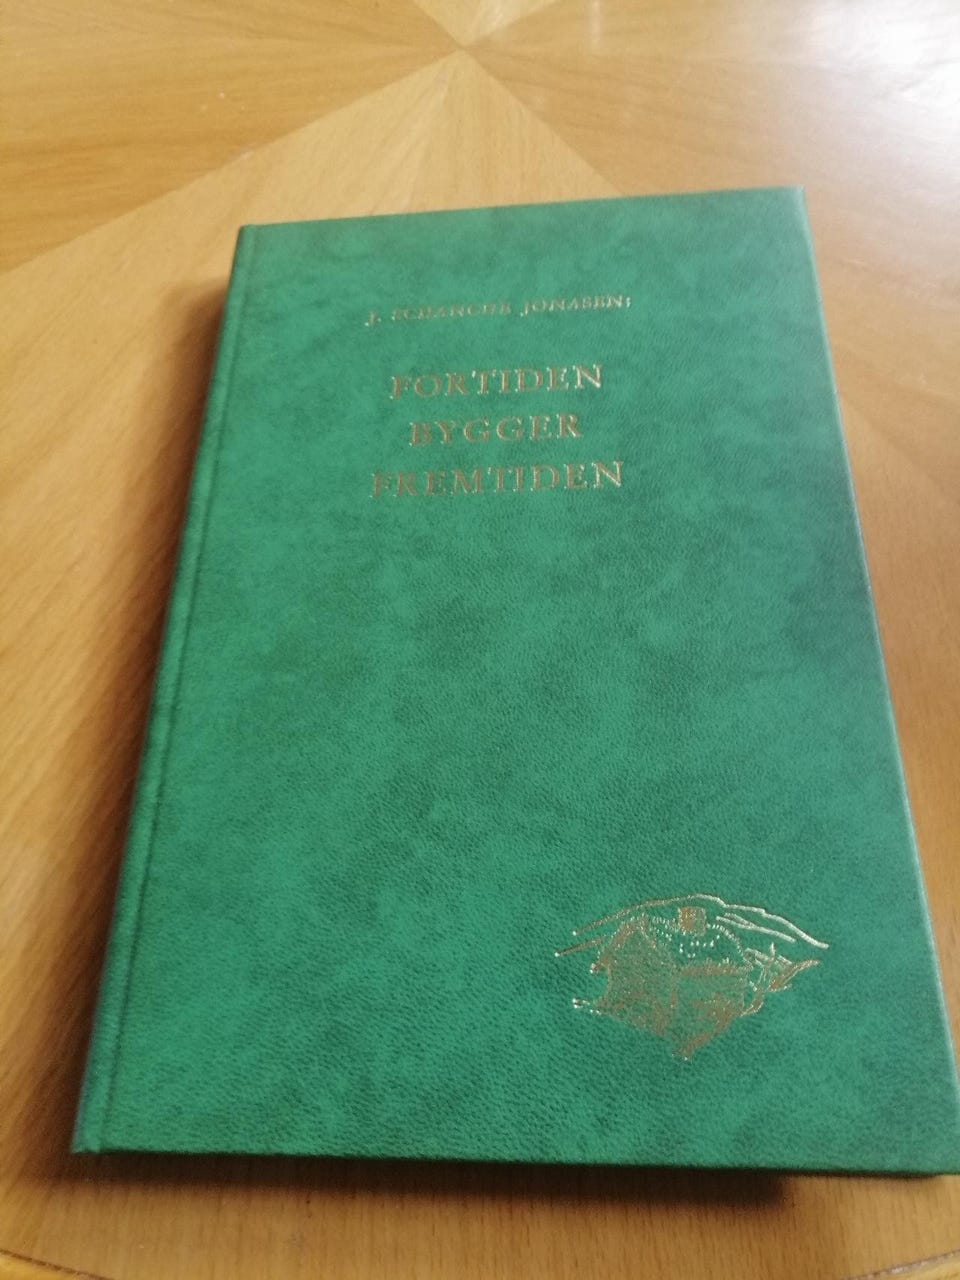 J. SCHANCHE JONASEN:
FORTIDEN
BYGGER
FREMTIDEN